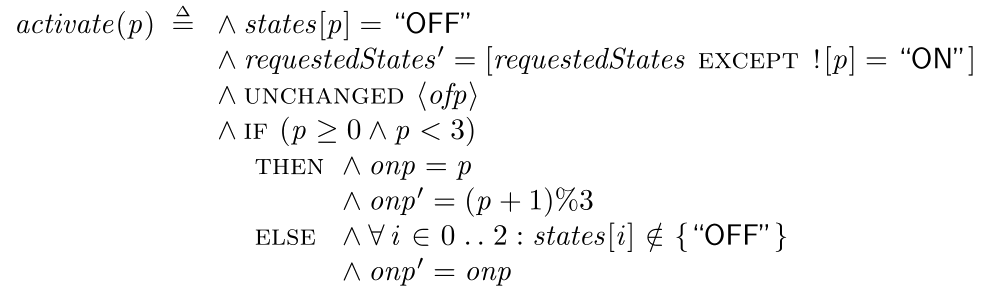 activate(p) ≜ ∧ states[p] = “OFF”
∧ requestedStates′ = [requestedStates EXCEPT ![p] = “ON”]
∧ UNCHANGED ⟨ofp⟩
∧ IF (p ≥ 0 ∧ p < 3)
THEN ∧ onp = p
∧ onp′ = (p + 1)%3
ELSE ∧ ∀ i ∈ 0 .. 2 : states[i] ∉ {“OFF”}
∧ onp′ = onp